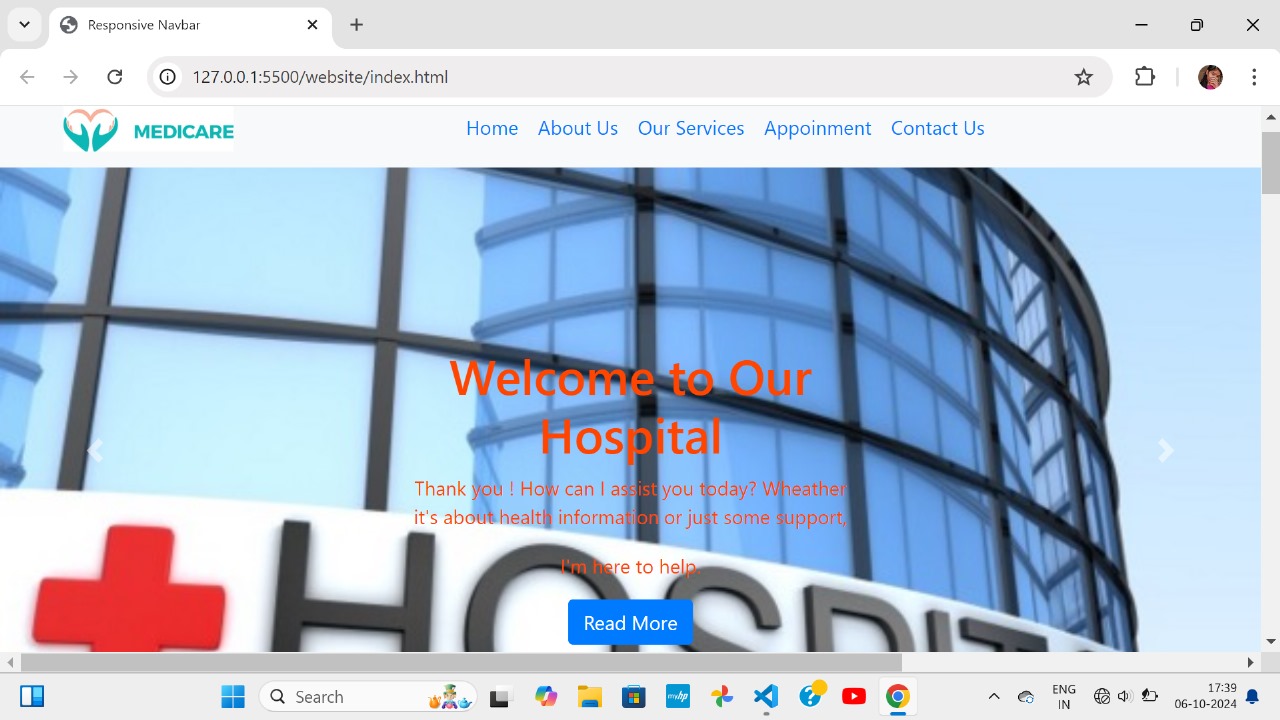 Responsive Navbar
127.0.0.1:5500/website/index.html
MEDICARE
Home About Us Our Services Appoinment Contact Us
Welcome to Our
Hospital
Thank you ! How can I assist you today? Wheather
it's about health information or just some support,
I'm here to help.
HOSPIT
Read More
Search
myhp
ENG
IN
17:39
06-10-2024